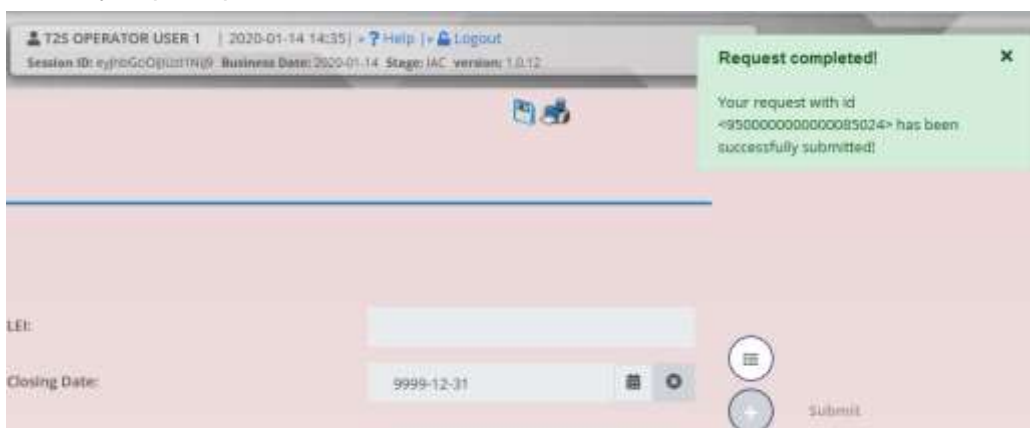 T2S OPERATOR USER 1 | 2020-01-14 14:35| » ? Help |» Logout
Session ID: Business Date: 2020-01-14 Stage: IAC version: 1.0.12
Request completed! ×
Your request with id
<9500000000000085024> has been
successfully submitted!
LEI:
Closing Date: 9999-12-31
Submit